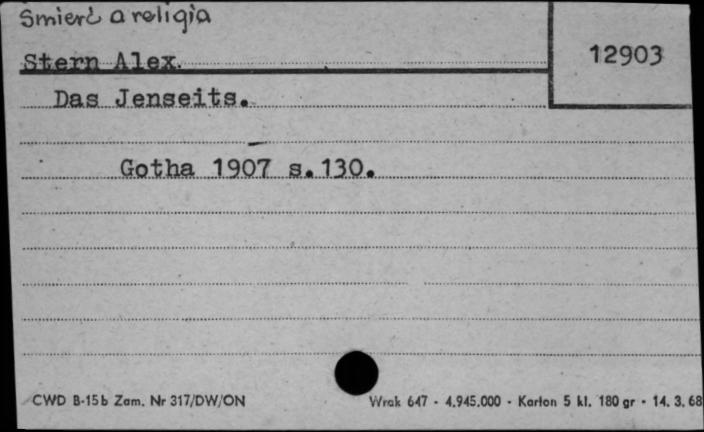 Śmierć a religia
Stern Alex.
12903
Das Jenseits.
Gotha 1907 s.130.
CWD B-15b Zam. Nr 317/DW/ON
Wrak 647 - 4.945.000 - Karton 5 kl. 180 gr - 14. 3. 68